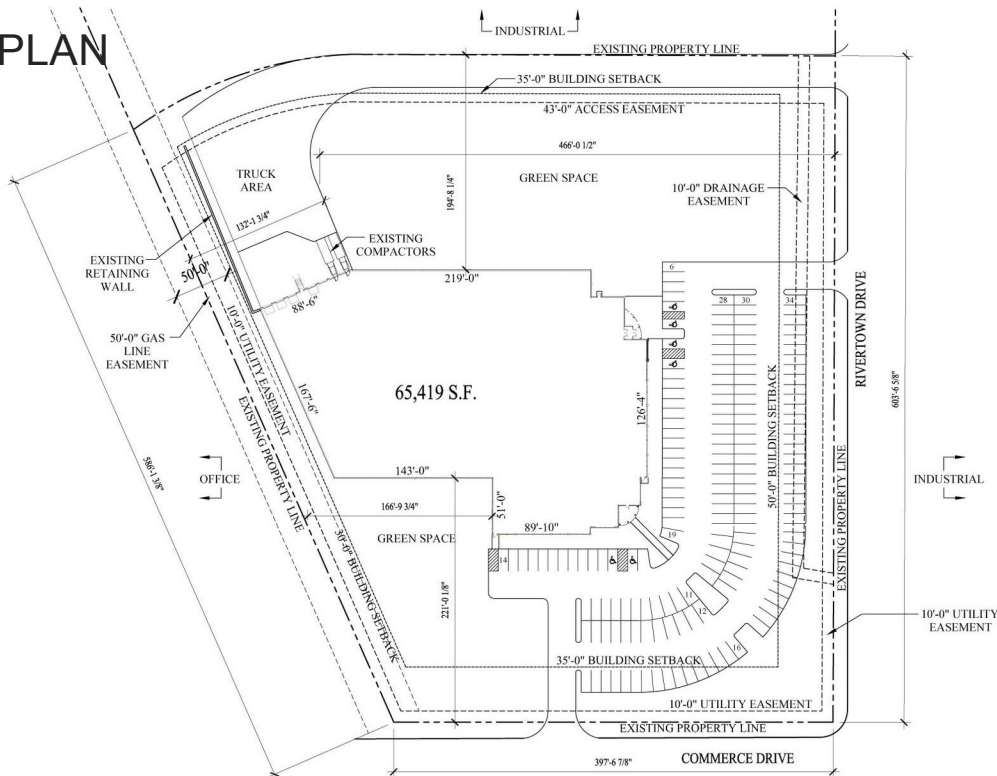 PLAN
INDUSTRIAL
EXISTING PROPERTY LINE
35'-0" BUILDING SETBACK
43'-0" ACCESS EASEMENT
466'-0 1/2"
TRUCK
AREA
GREEN SPACE
194'-8 1/4"
10'-0" DRAINAGE
EASEMENT
132'-1 3/4"
EXISTING
COMPACTORS
EXISTING
RETAINING
WALL
50'-0"
219'-0"
6
88'-6"
28
30
34
50'-0" GAS
LINE
EASEMENT
10'-0" UTILITY EASEMENT
RIVERTOWN DRIVE
603'-6 5/8"
167'-6"
65,419 S.F.
126'-4"
EXISTING PROPERTY LINE
50'-0" BUILDING SETBACK
586'-1 3/8"
OFFICE
143'-0"
INDUSTRIAL
166'-9 3/4"
51'-0"
EXISTING PROPERTY LINE
GREEN SPACE
89'-10"
19
14
30'-0" BUILDING SETBACK
221'-0 1/8"
11
12
10'-0" UTILITY
EASEMENT
16
35'-0" BUILDING SETBACK
10'-0" UTILITY EASEMENT
EXISTING PROPERTY LINE
397'-6 7/8"
COMMERCE DRIVE